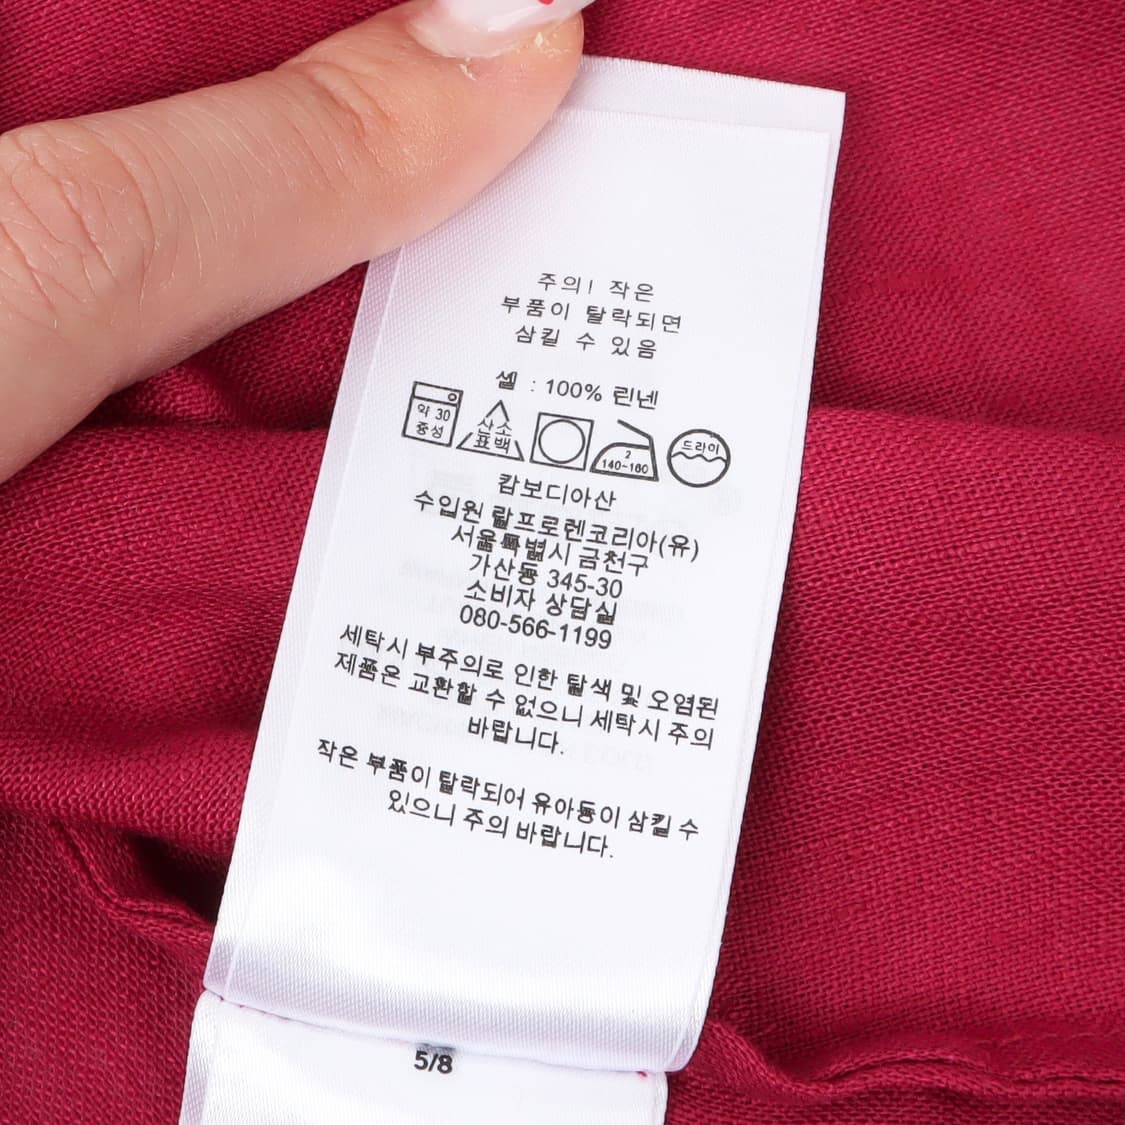 주의! 작은
부품이 탈락되면
삼킬 수 있음
셸 : 100% 린넨
약 30
중성
산소
표백
2
140~160
드라이
캄보디아산
수입원 랄프로렌코리아(유)
서울특별시 금천구
가산동 345-30
소비자 상담실
080-566-1199
세탁시 부주의로 인한 탈색 및 오염된
제품은 교환할 수 없으니 세탁시 주의
바랍니다.
작은 부품이 탈락되어 유아동이 삼킬 수
있으니 주의 바랍니다.
5/8